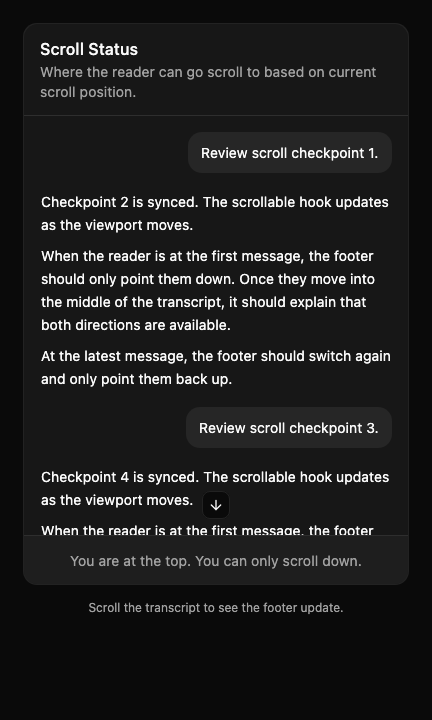 Scroll Status
Where the reader can go scroll to based on current
scroll position.
Review scroll checkpoint 1.
Checkpoint 2 is synced. The scrollable hook updates
as the viewport moves.
When the reader is at the first message, the footer
should only point them down. Once they move into
the middle of the transcript, it should explain that
both directions are available.
At the latest message, the footer should switch again
and only point them back up.
Review scroll checkpoint 3.
Checkpoint 4 is synced. The scrollable hook updates
as the viewport moves.
When the reader is at the first message, the footer
You are at the top. You can only scroll down.
Scroll the transcript to see the footer update.